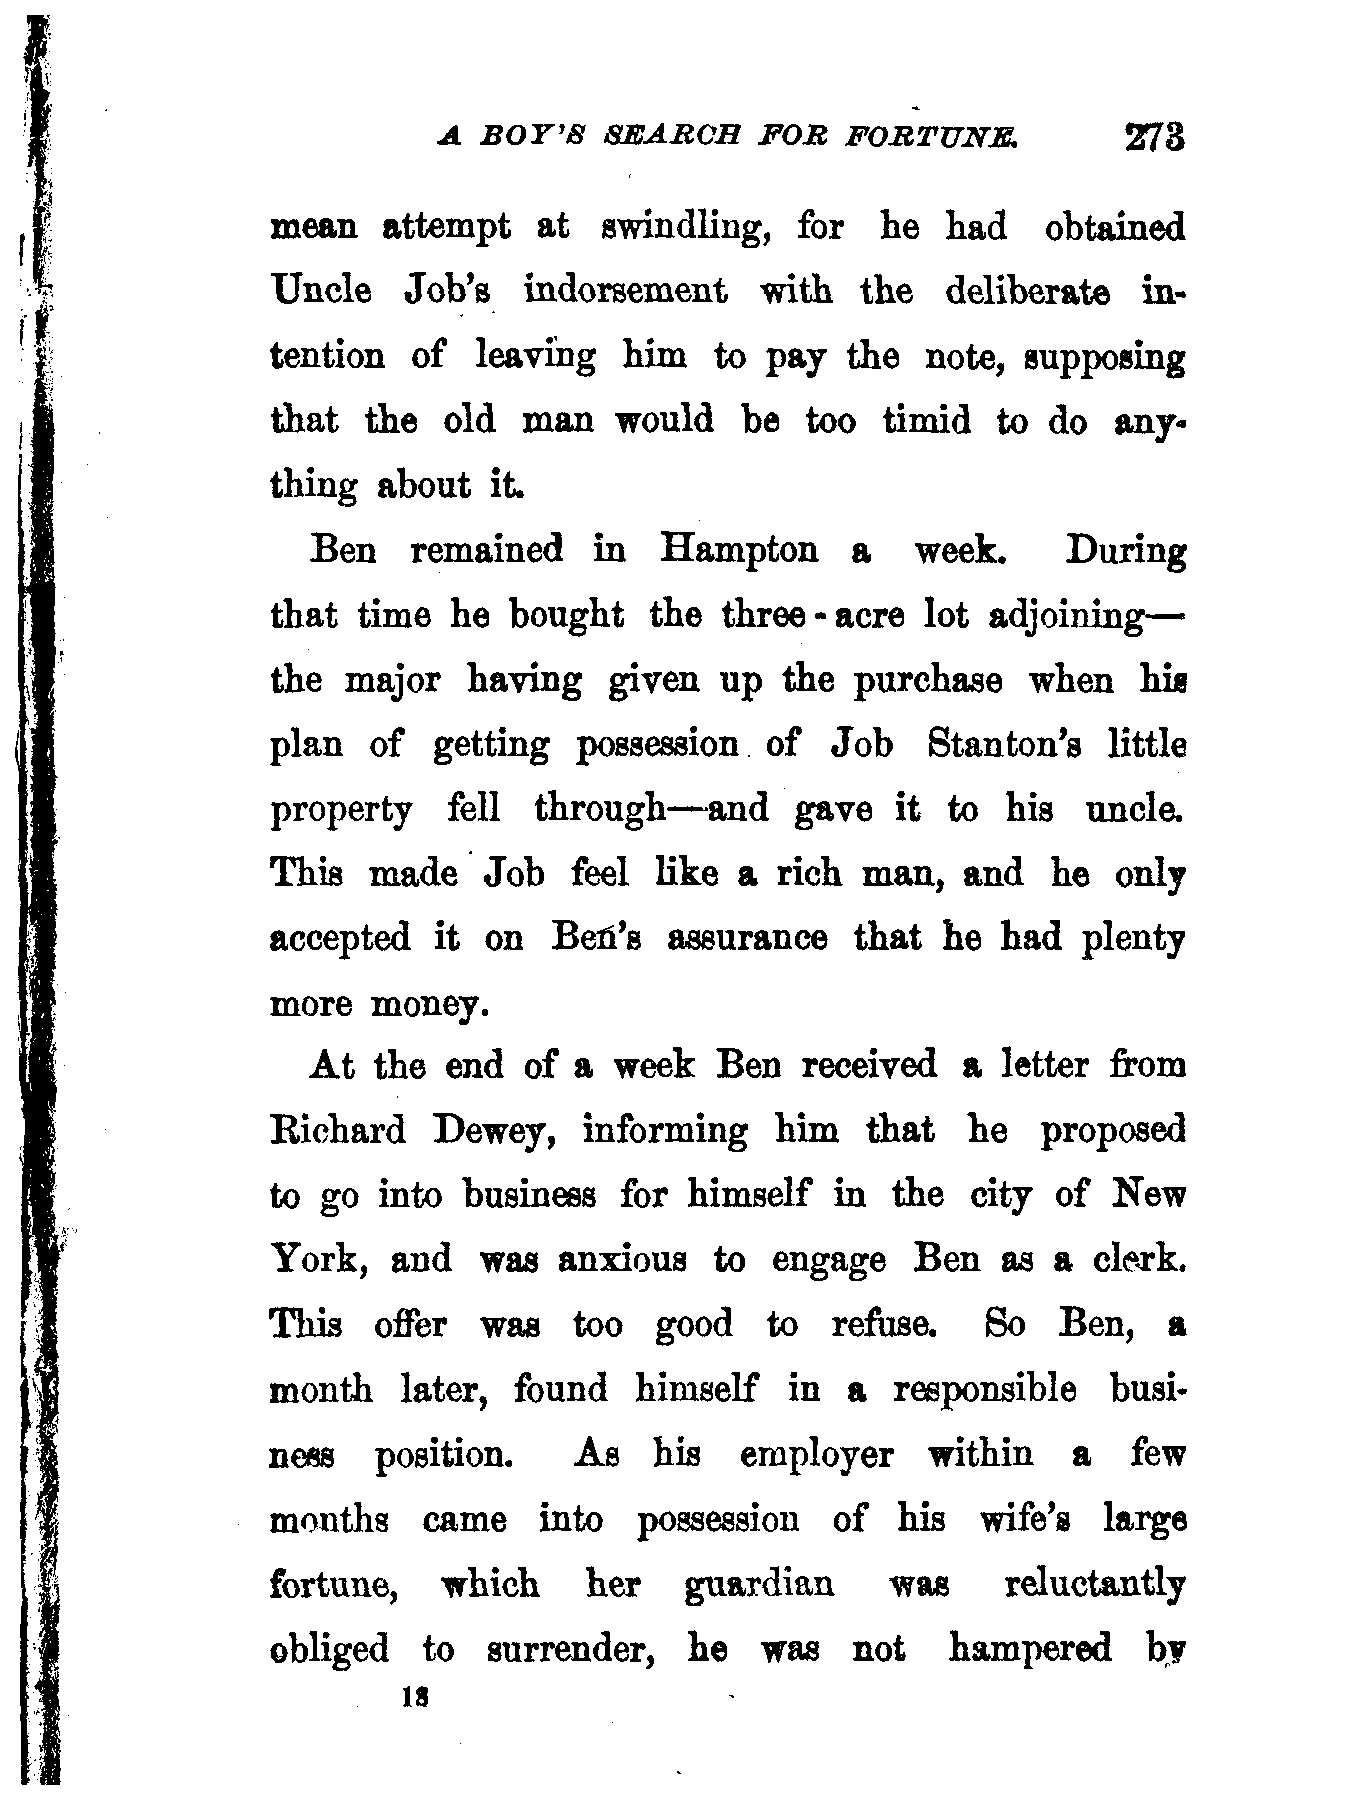 A BOY'S SEARCH FOR FORTUNE. 273
mean attempt at swindling, for he had obtained
Uncle Job's indorsement with the deliberate in-
tention of leaving him to pay the note, supposing
that the old man would be too timid to do any-
thing about it.
Ben remained in Hampton a week. During
that time he bought the three-acre lot adjoining—
the major having given up the purchase when his
plan of getting possession of Job Stanton's little
property fell through—and gave it to his uncle.
This made Job feel like a rich man, and he only
accepted it on Ben's assurance that he had plenty
more money.
At the end of a week Ben received a letter from
Richard Dewey, informing him that he proposed
to go into business for himself in the city of New
York, and was anxious to engage Ben as a clerk.
This offer was too good to refuse. So Ben, a
month later, found himself in a responsible busi-
ness position. As his employer within a few
months came into possession of his wife's large
fortune, which her guardian was reluctantly
obliged to surrender, he was not hampered by
18